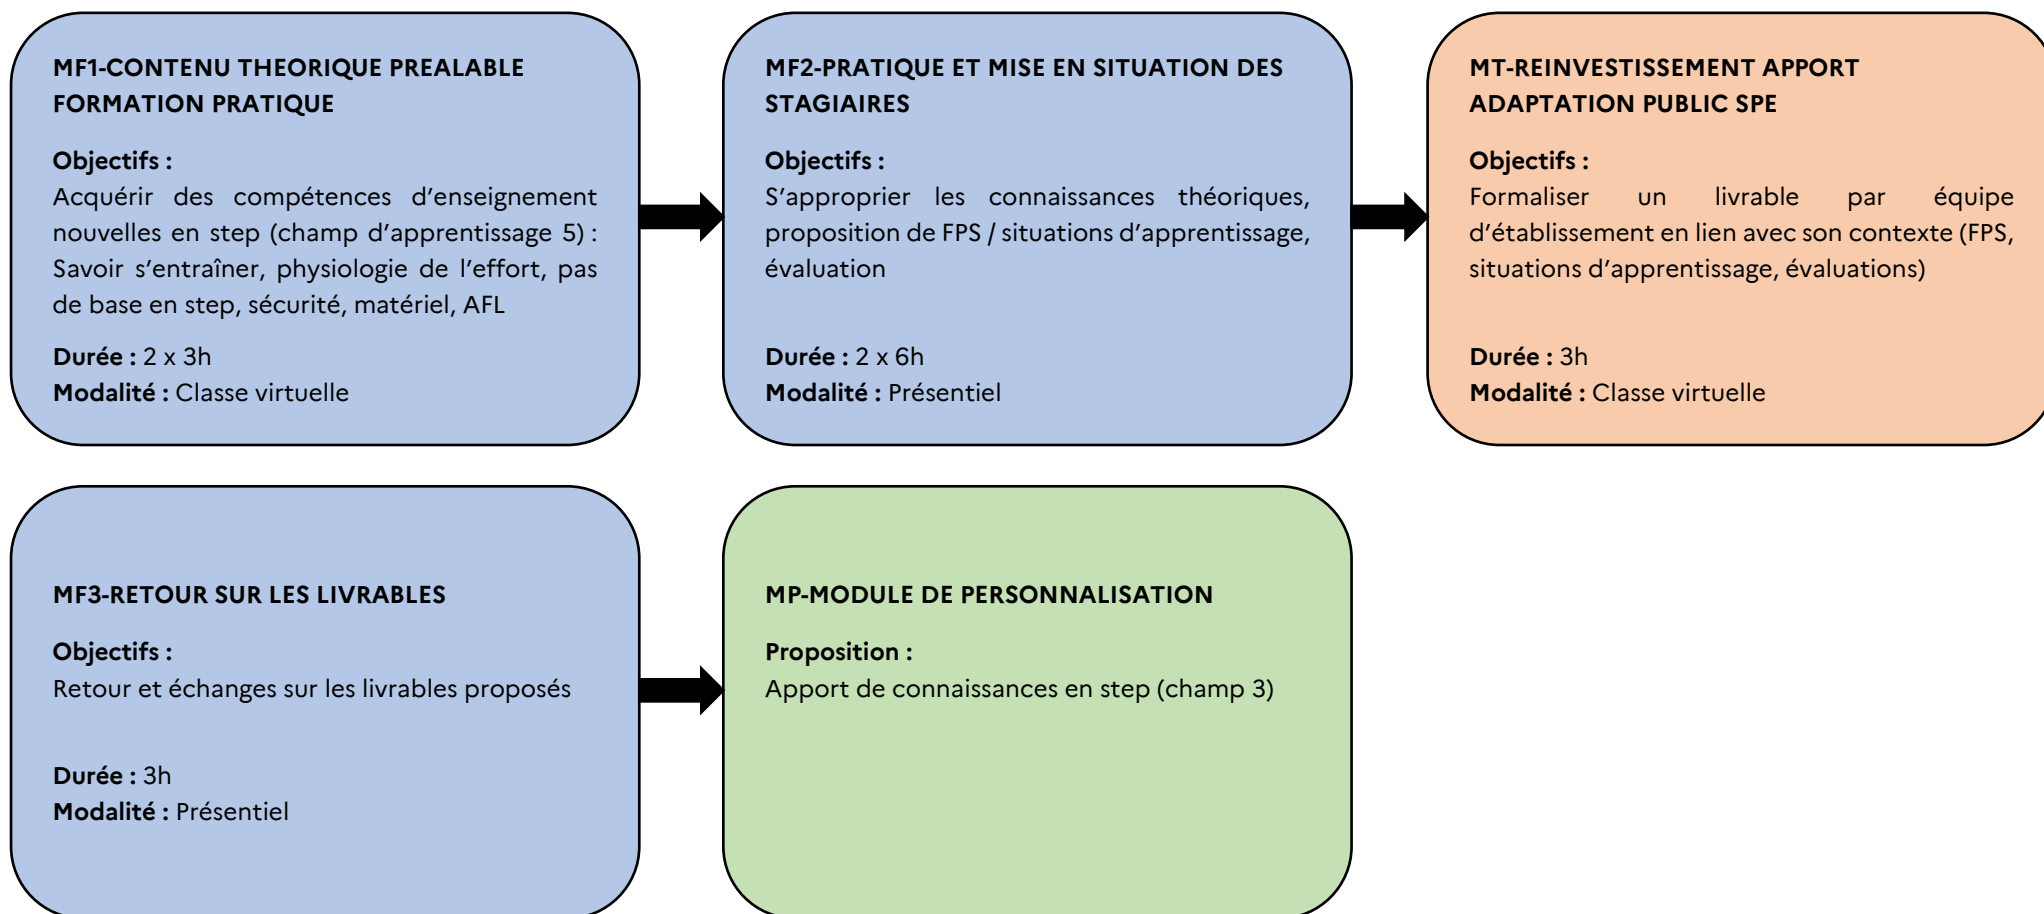 MF1-CONTENU THEORIQUE PREALABLE
FORMATION PRATIQUE
Objectifs :
Acquérir des compétences d’enseignement
nouvelles en step (champ d’apprentissage 5) :
Savoir s’entraîner, physiologie de l’effort, pas
de base en step, sécurité, matériel, AFL
Durée : 2 x 3h
Modalité : Classe virtuelle
MF2-PRATIQUE ET MISE EN SITUATION DES
STAGIAIRES
Objectifs :
S’approprier les connaissances théoriques,
proposition de FPS / situations d’apprentissage,
évaluation
Durée : 2 x 6h
Modalité : Présentiel
MT-REINVESTISSEMENT APPORT
ADAPTATION PUBLIC SPE
Objectifs :
Formaliser un livrable par équipe
d’établissement en lien avec son contexte (FPS,
situations d’apprentissage, évaluations)
Durée : 3h
Modalité : Classe virtuelle
MF3-RETOUR SUR LES LIVRABLES
Objectifs :
Retour et échanges sur les livrables proposés
Durée : 3h
Modalité : Présentiel
MP-MODULE DE PERSONNALISATION
Proposition :
Apport de connaissances en step (champ 3)